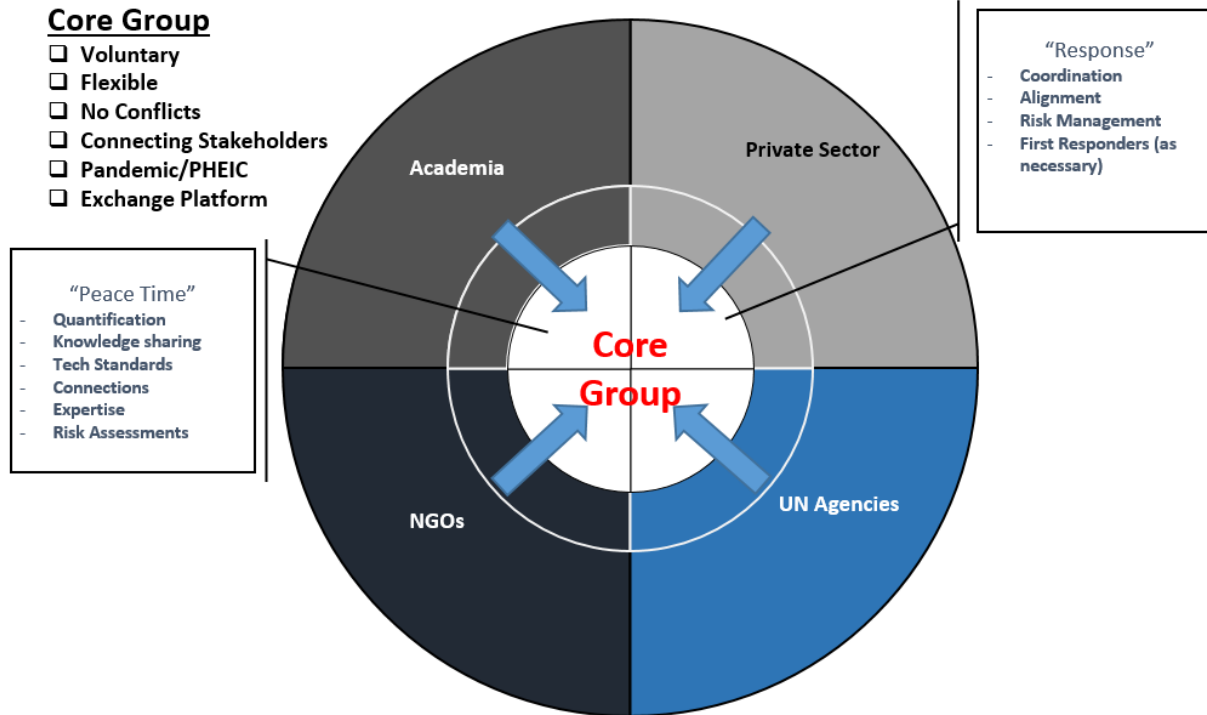 Core Group
❑ Voluntary
❑ Flexible
❑ No Conflicts
❑ Connecting Stakeholders
❑ Pandemic/PHEIC
❑ Exchange Platform
“Response”
- Coordination
- Alignment
- Risk Management
- First Responders (as
necessary)
Academia
Private Sector
“Peace Time”
- Quantification
- Knowledge sharing
- Tech Standards
- Connections
- Expertise
- Risk Assessments
Core
Group
NGOs
UN Agencies